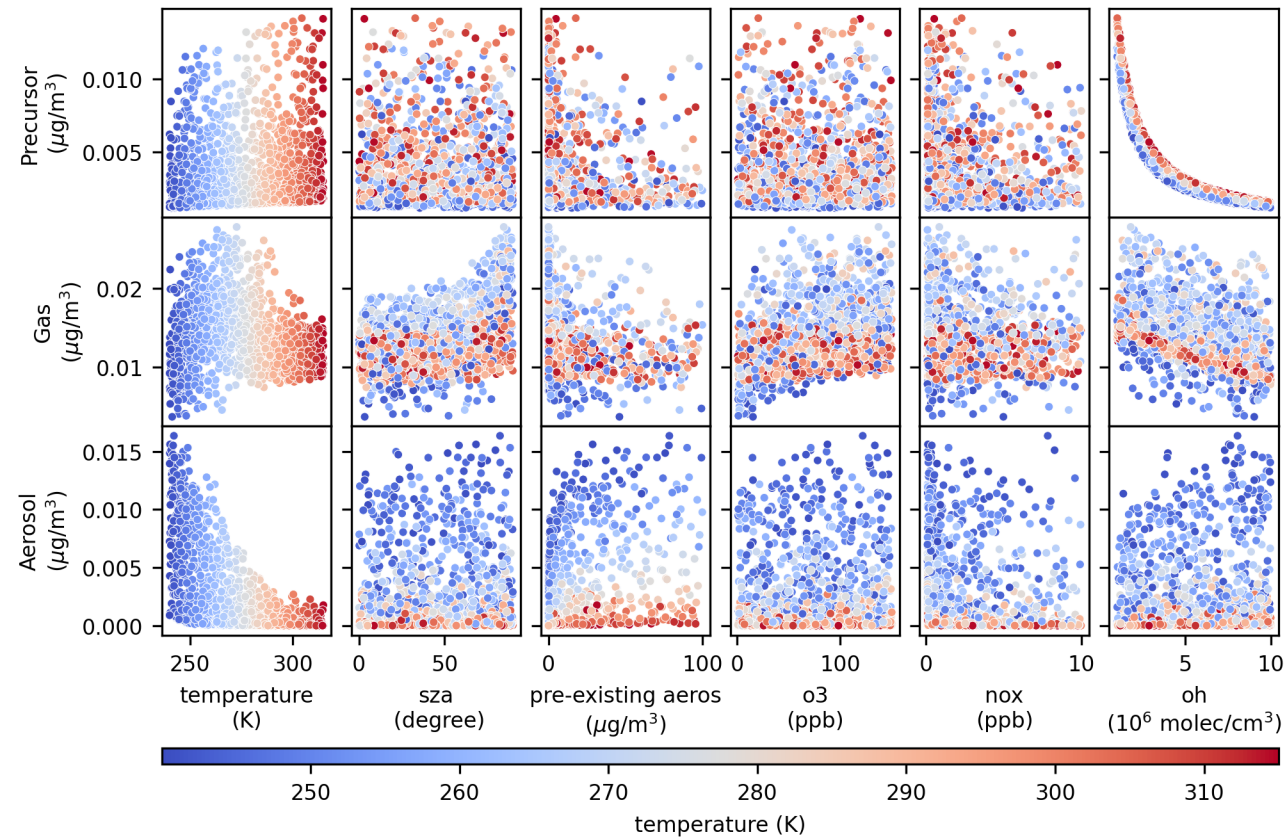 Precursor
(μg/m³)
0.010
0.005
Gas
(μg/m³)
0.02
0.01
Aerosol
(μg/m³)
0.015
0.010
0.005
0.000
250 300
0 50
0 100
0 100
0 10
5 10
temperature
(K)
sza
(degree)
pre-existing aeros
(μg/m³)
o3
(ppb)
nox
(ppb)
oh
(10⁶ molec/cm³)
250 260 270 280 290 300 310
temperature (K)